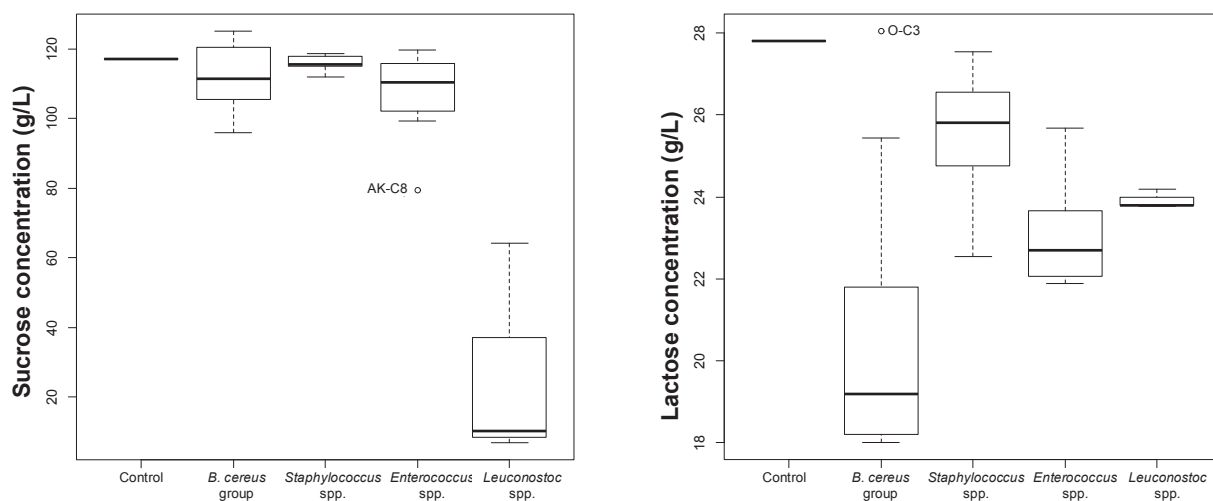 Sucrose concentration (g/L)
120
100
80
60
40
20
AK-C8
Control
B. cereus
group
Staphylococcus
spp.
Enterococcus
spp.
Leuconostoc
spp.
Lactose concentration (g/L)
28
26
24
22
20
18
O-C3
Control
B. cereus
group
Staphylococcus
spp.
Enterococcus
spp.
Leuconostoc
spp.